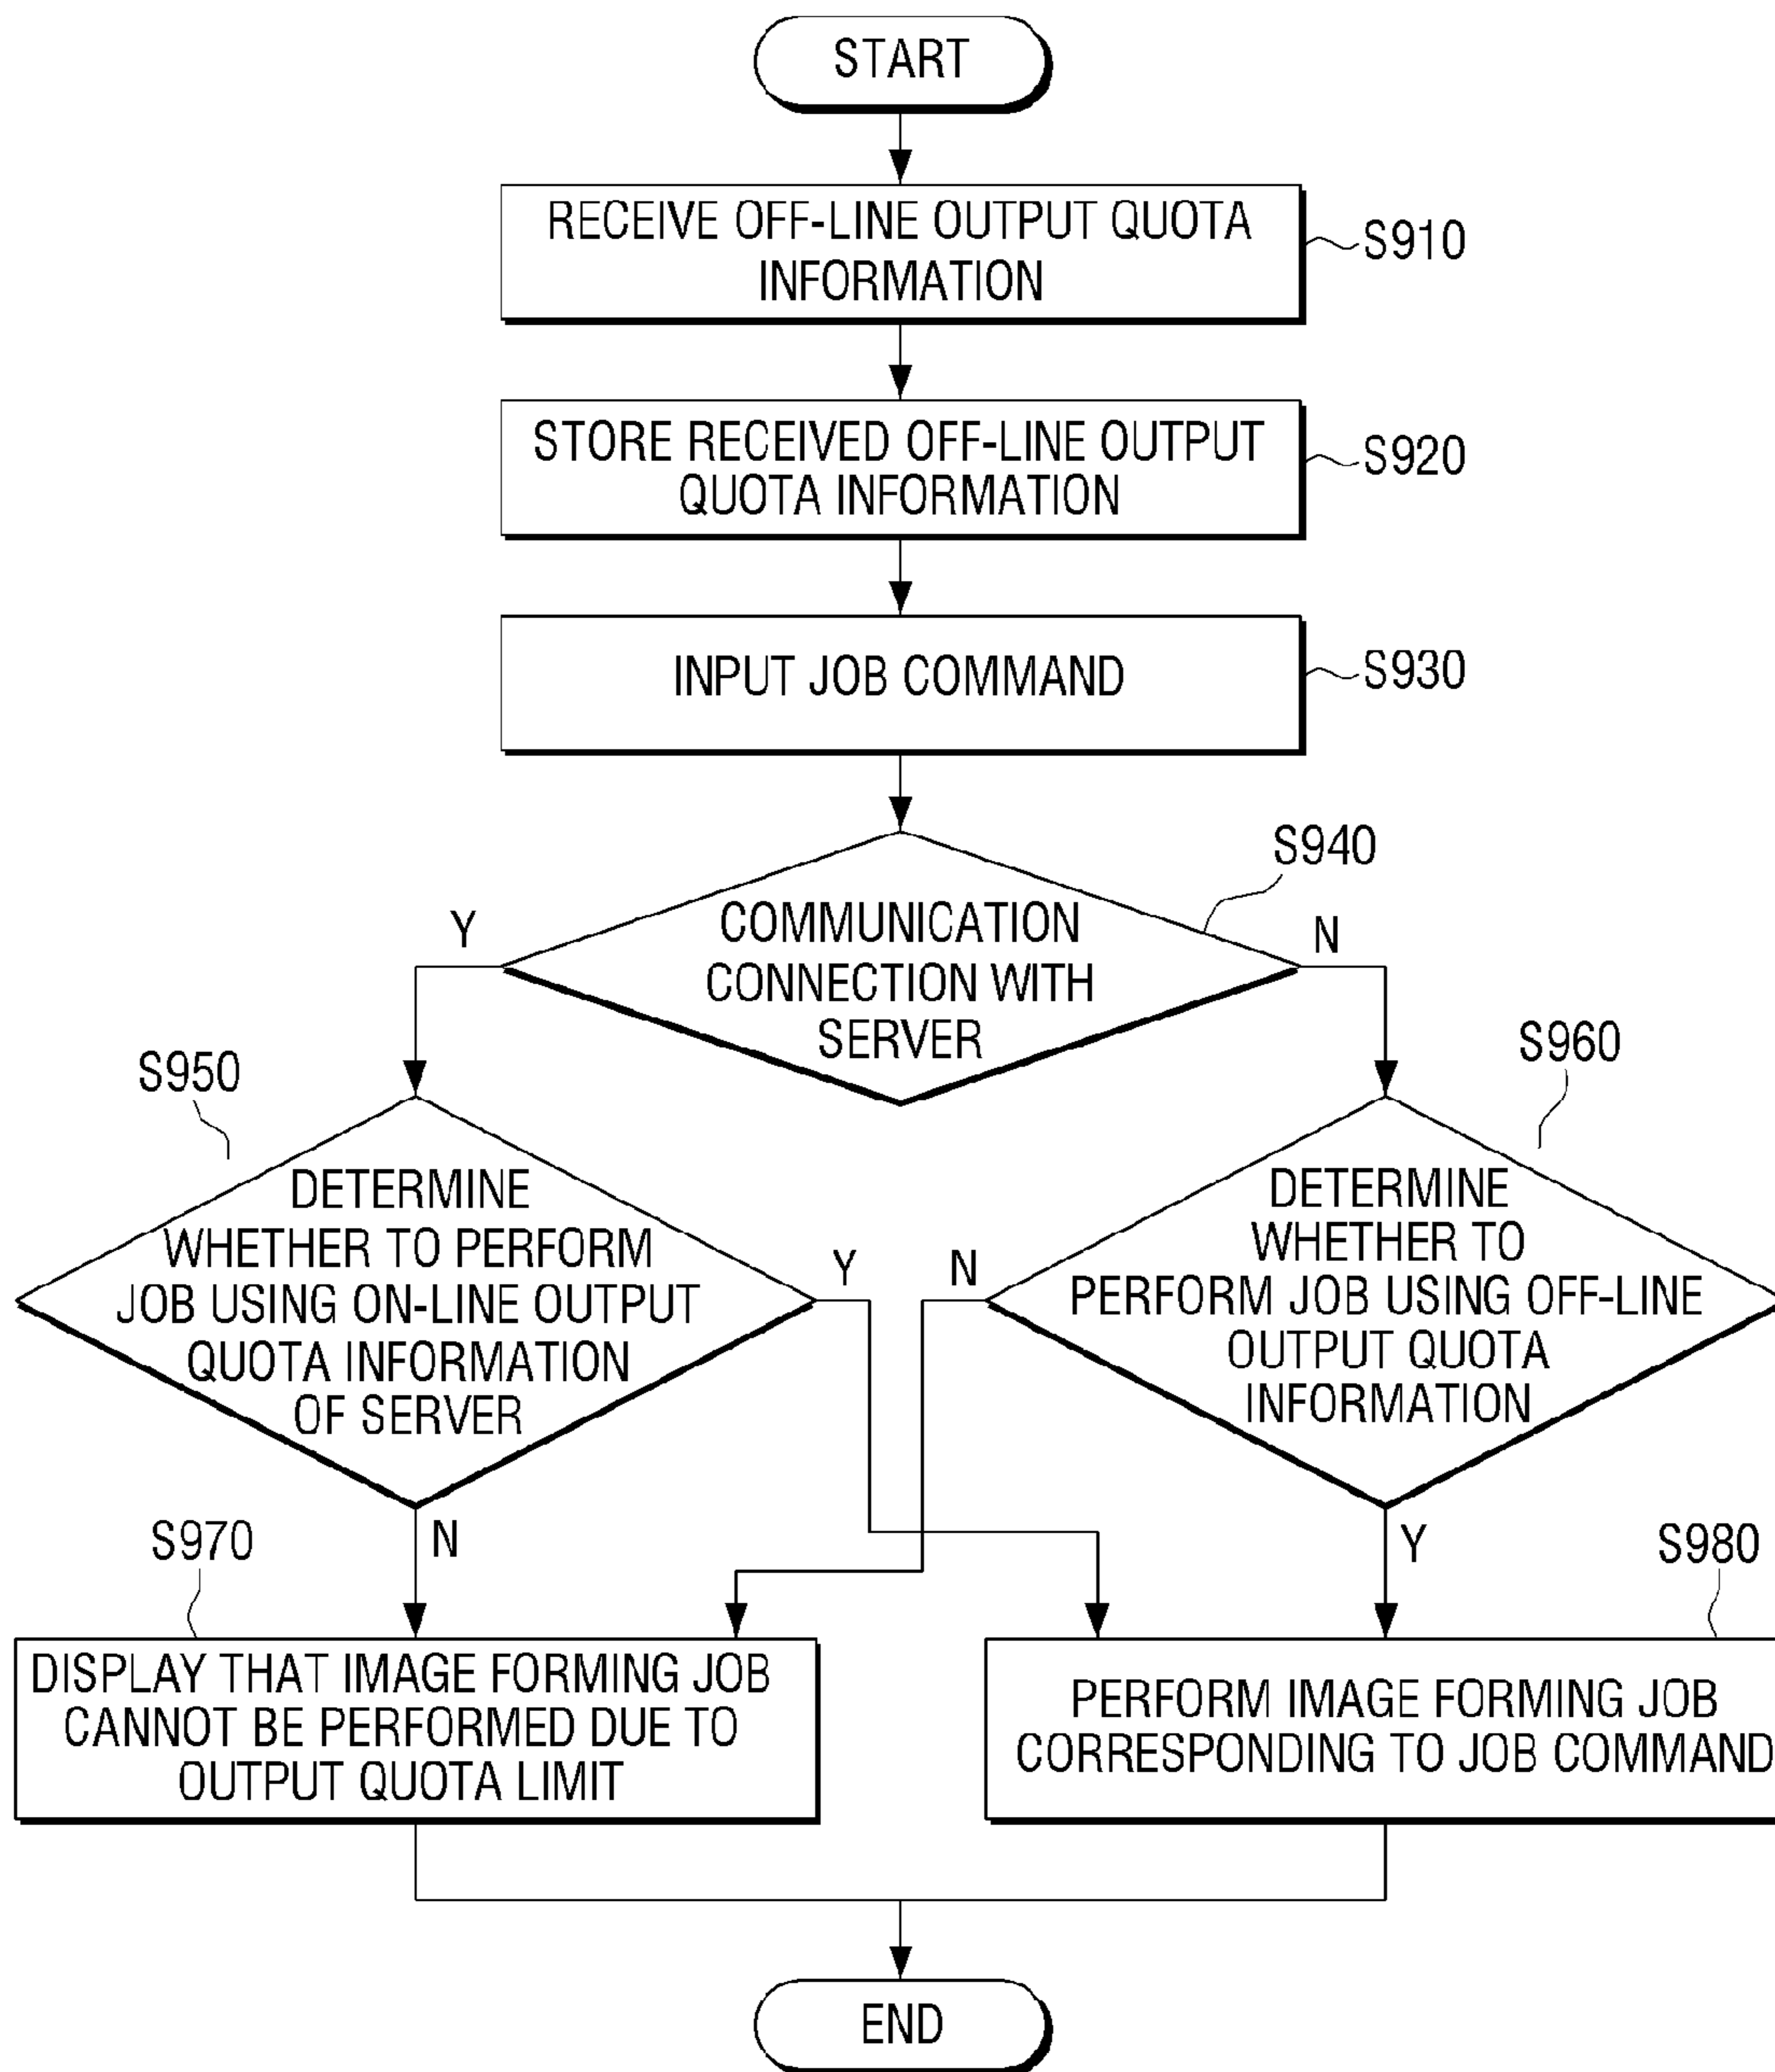 START
RECEIVE OFF-LINE OUTPUT QUOTA
INFORMATION
S910
STORE RECEIVED OFF-LINE OUTPUT
QUOTA INFORMATION
S920
INPUT JOB COMMAND
S930
S940
COMMUNICATION
CONNECTION WITH
SERVER
Y
N
S950
DETERMINE
WHETHER TO PERFORM
JOB USING ON-LINE OUTPUT
QUOTA INFORMATION
OF SERVER
Y
N
S960
DETERMINE
WHETHER TO
PERFORM JOB USING OFF-LINE
OUTPUT QUOTA
INFORMATION
N
Y
S970
DISPLAY THAT IMAGE FORMING JOB
CANNOT BE PERFORMED DUE TO
OUTPUT QUOTA LIMIT
S980
PERFORM IMAGE FORMING JOB
CORRESPONDING TO JOB COMMAND
END